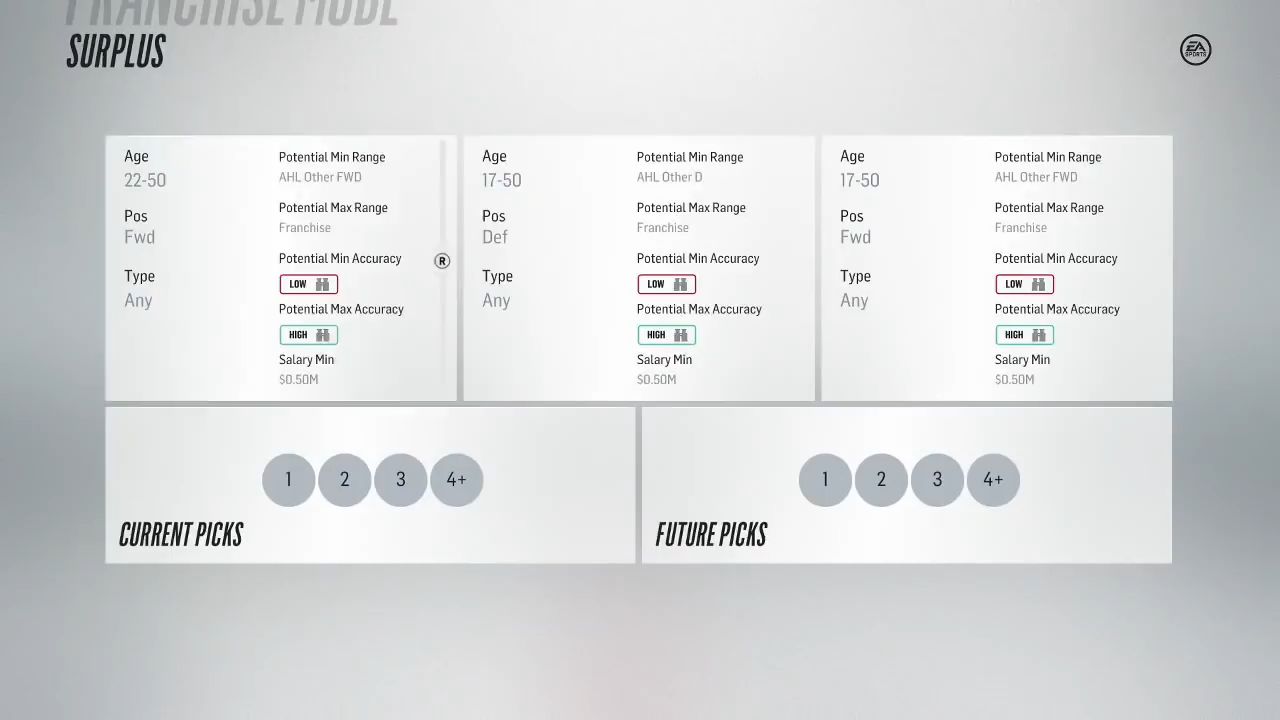 FRANCHISE MODE
SURPLUS
EA
SPORTS
Age
22-50
Pos
Fwd
Type
Any
Potential Min Range
AHL Other FWD
Potential Max Range
Franchise
Potential Min Accuracy
LOW
Potential Max Accuracy
HIGH
Salary Min
$0.50M
R
Age
17-50
Pos
Def
Type
Any
Potential Min Range
AHL Other D
Potential Max Range
Franchise
Potential Min Accuracy
LOW
Potential Max Accuracy
HIGH
Salary Min
$0.50M
Age
17-50
Pos
Fwd
Type
Any
Potential Min Range
AHL Other FWD
Potential Max Range
Franchise
Potential Min Accuracy
LOW
Potential Max Accuracy
HIGH
Salary Min
$0.50M
1 2 3 4+
CURRENT PICKS
1 2 3 4+
FUTURE PICKS